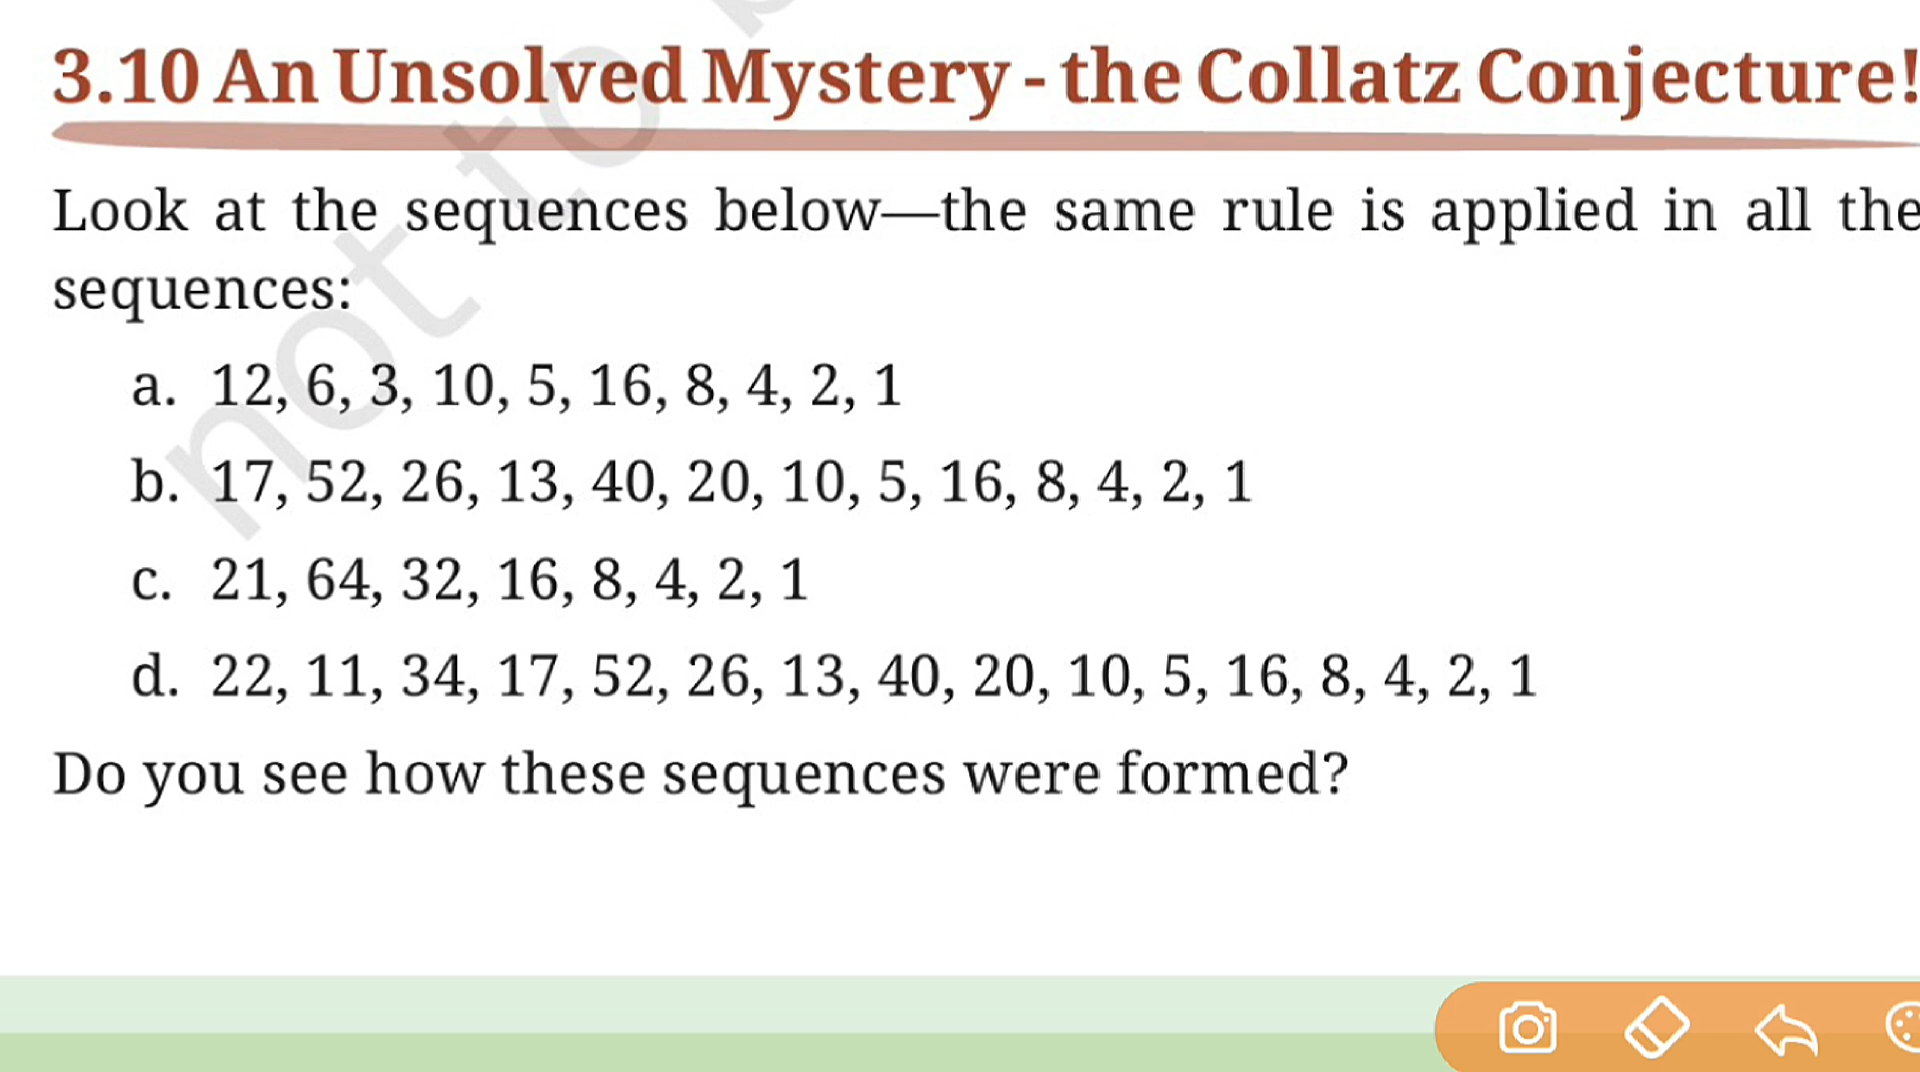 3.10 An Unsolved Mystery - the Collatz Conjecture!
Look at the sequences below—the same rule is applied in all the
sequences:
a. 12, 6, 3, 10, 5, 16, 8, 4, 2, 1
b. 17, 52, 26, 13, 40, 20, 10, 5, 16, 8, 4, 2, 1
c. 21, 64, 32, 16, 8, 4, 2, 1
d. 22, 11, 34, 17, 52, 26, 13, 40, 20, 10, 5, 16, 8, 4, 2, 1
Do you see how these sequences were formed?
not to